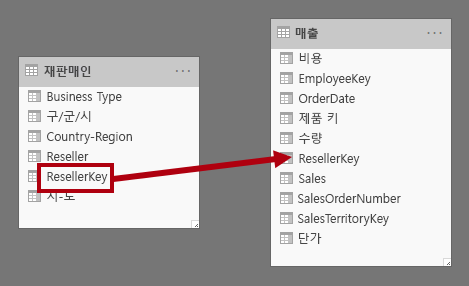 재판매인
Business Type
구/군/시
Country-Region
Reseller
ResellerKey
시-도
매출
비용
EmployeeKey
OrderDate
제품 키
수량
ResellerKey
Sales
SalesOrderNumber
SalesTerritoryKey
단가